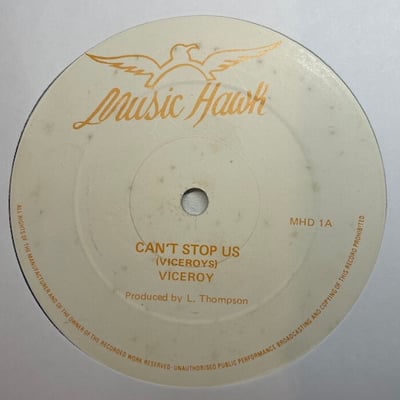 Music Hawk
MHD 1A
CAN'T STOP US
(VICEROYS)
VICEROY
Produced by L. Thompson
ALL RIGHTS OF THE MANUFACTURER AND OF THE OWNER OF THE RECORDED WORK RESERVED · UNAUTHORISED PUBLIC PERFORMANCE BROADCASTING AND COPYING OF THIS RECORD PROHIBITED